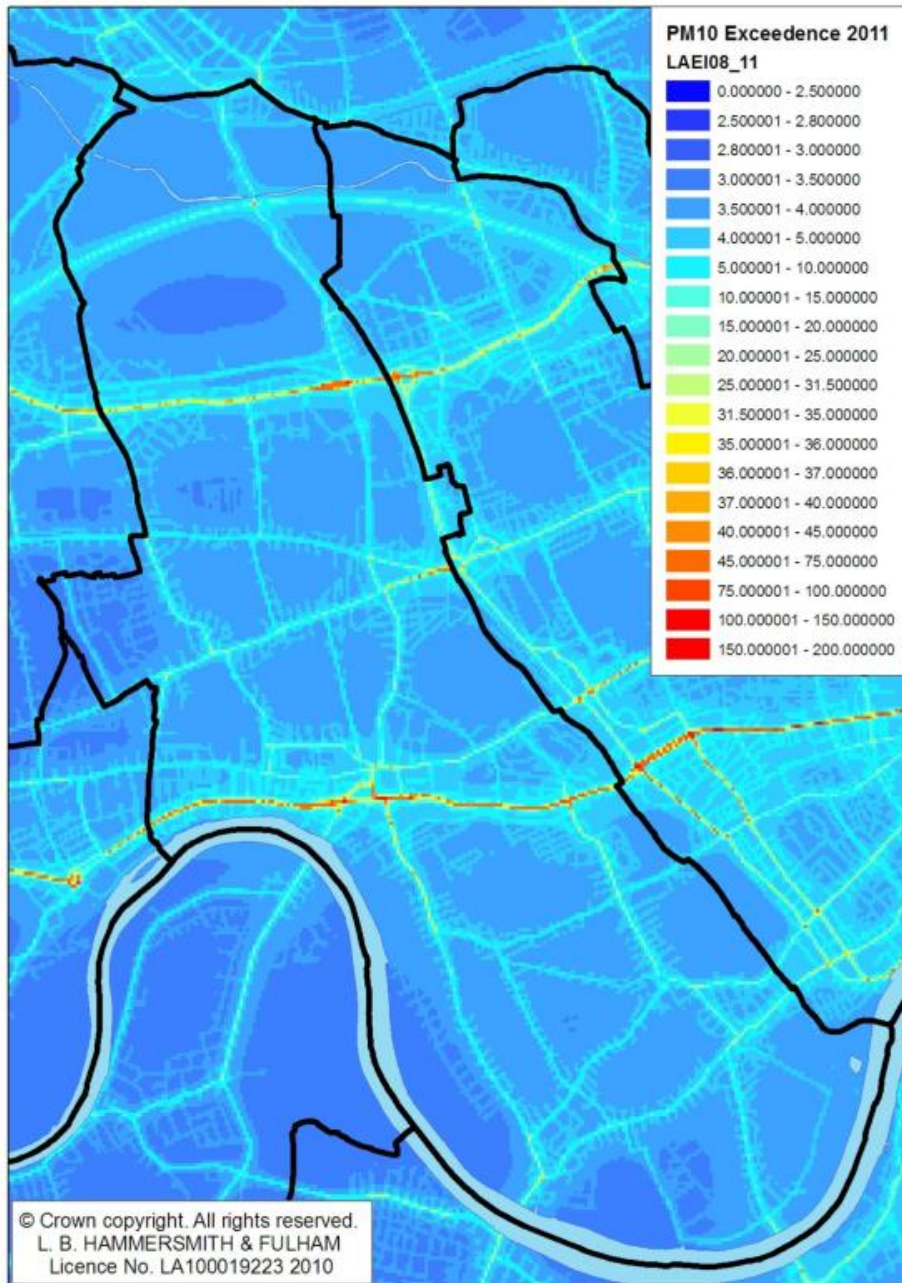 PM10 Exceedence 2011
LAEI08_11
0.000000 - 2.500000
2.500001 - 2.800000
2.800001 - 3.000000
3.000001 - 3.500000
3.500001 - 4.000000
4.000001 - 5.000000
5.000001 - 10.000000
10.000001 - 15.000000
15.000001 - 20.000000
20.000001 - 25.000000
25.000001 - 31.500000
31.500001 - 35.000000
35.000001 - 36.000000
36.000001 - 37.000000
37.000001 - 40.000000
40.000001 - 45.000000
45.000001 - 75.000000
75.000001 - 100.000000
100.000001 - 150.000000
150.000001 - 200.000000
© Crown copyright. All rights reserved.
L. B. HAMMERSMITH & FULHAM
Licence No. LA100019223 2010